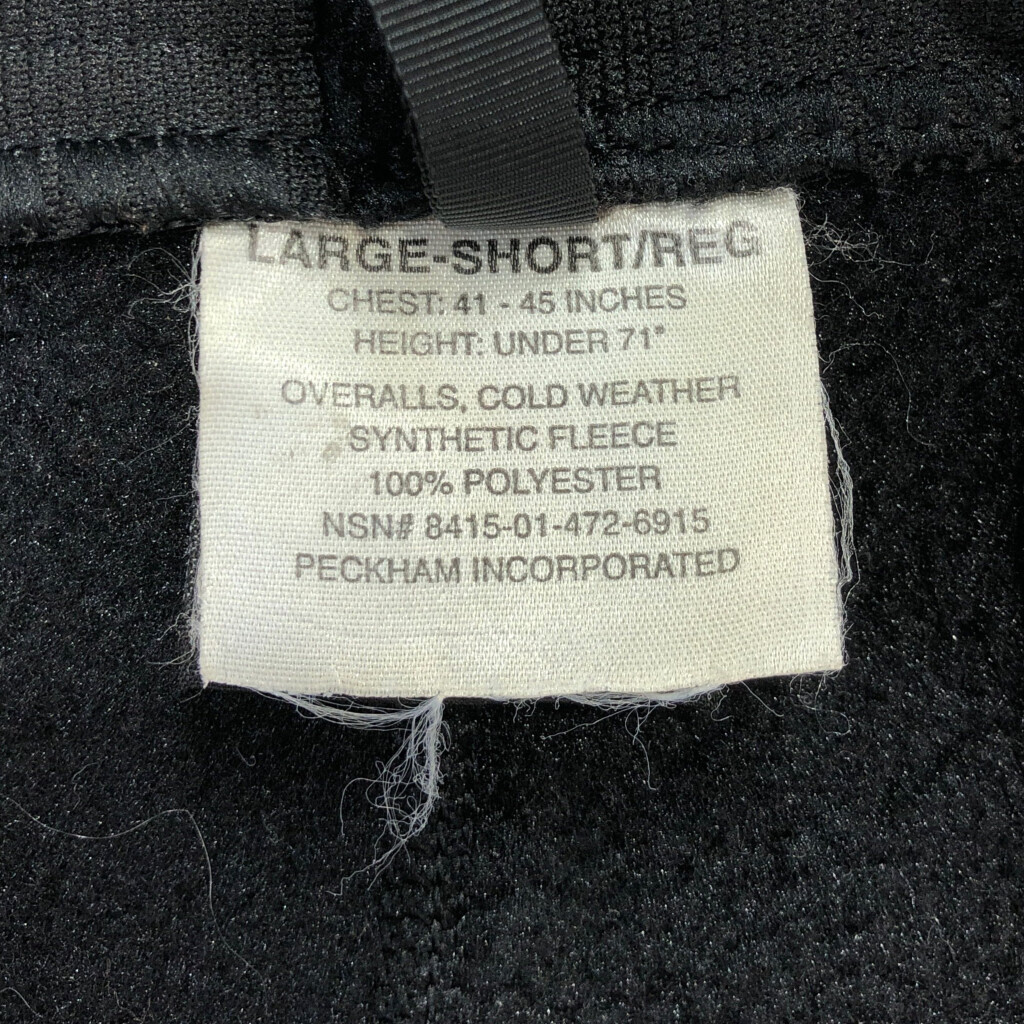 LARGE-SHORT/REG
CHEST: 41 - 45 INCHES
HEIGHT: UNDER 71"
OVERALLS, COLD WEATHER
SYNTHETIC FLEECE
100% POLYESTER
NSN# 8415-01-472-6915
PECKHAM INCORPORATED